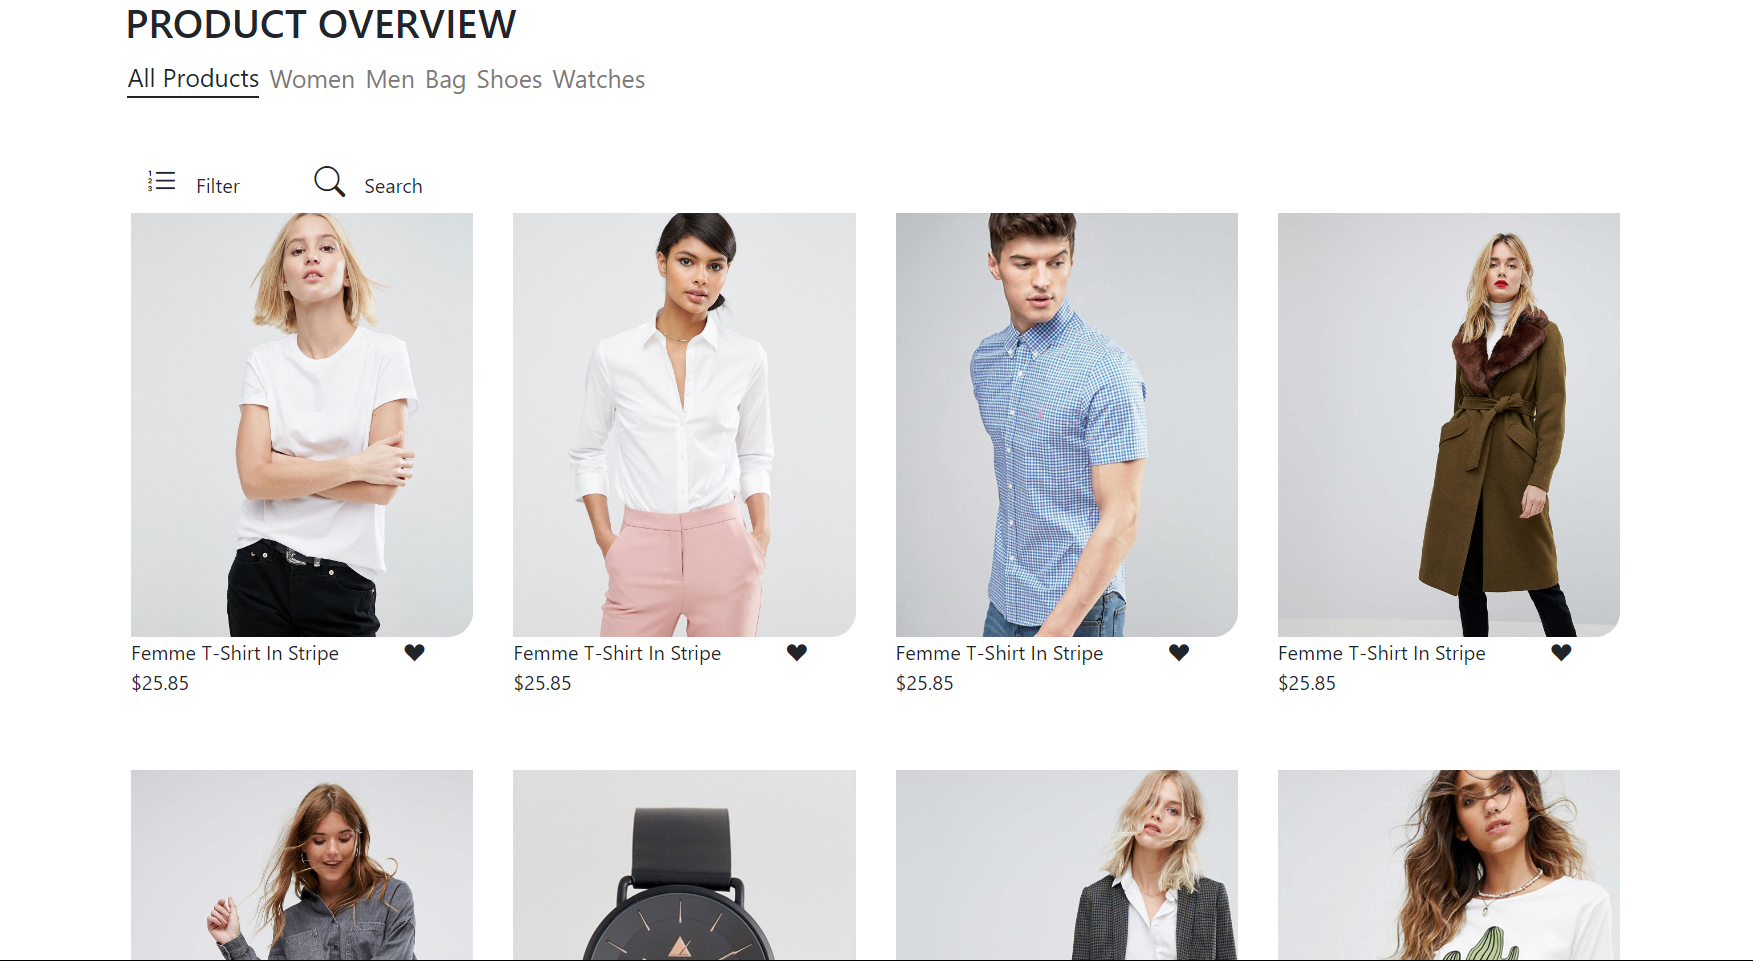 PRODUCT OVERVIEW
All Products Women Men Bag Shoes Watches
Filter Search
Femme T-Shirt In Stripe Femme T-Shirt In Stripe Femme T-Shirt In Stripe Femme T-Shirt In Stripe
$25.85 $25.85 $25.85 $25.85